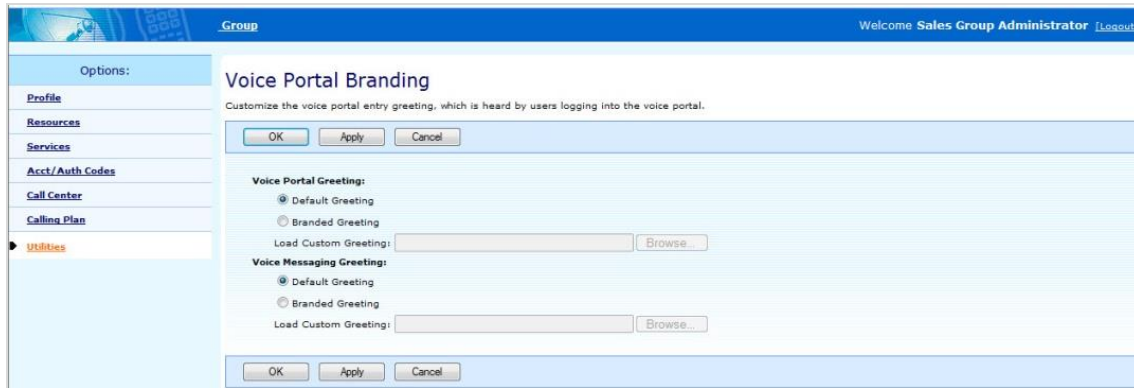 Group
Welcome Sales Group Administrator [Logout
Options:
Profile
Resources
Services
Acct/Auth Codes
Call Center
Calling Plan
Utilities
Voice Portal Branding
Customize the voice portal entry greeting, which is heard by users logging into the voice portal.
OK Apply Cancel
Voice Portal Greeting:
Default Greeting
Branded Greeting
Load Custom Greeting: Browse...
Voice Messaging Greeting:
Default Greeting
Branded Greeting
Load Custom Greeting: Browse...
OK Apply Cancel